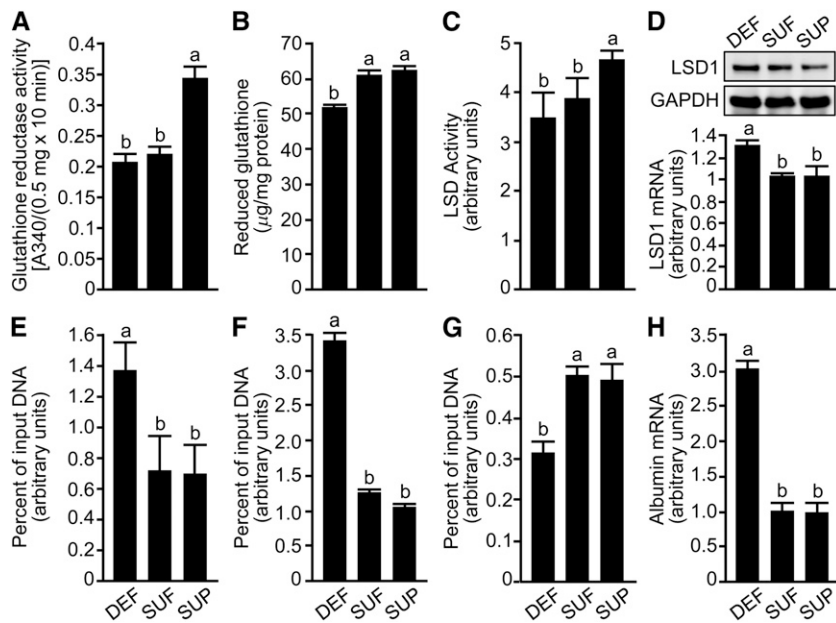 A
Glutathione reductase activity
[A340/(0.5 mg x 10 min)]
0.4
0.35
0.3
0.25
0.2
0.15
0.1
0.05
0
b
b
a
B
Reduced glutathione
(µg/mg protein)
70
60
50
40
30
20
10
0
b
a
a
C
LSD Activity
(arbitrary units)
5
4
3
2
1
0
b
b
a
D
DEF SUF SUP
LSD1
GAPDH
LSD1 mRNA
(arbitrary units)
1.4
1.2
1
0.8
0.6
0.4
0.2
0
a
b
b
E
Percent of input DNA
(arbitrary units)
1.6
1.4
1.2
1.0
0.8
0.6
0.4
0.2
0
a
b
b
DEF SUF SUP
F
Percent of input DNA
(arbitrary units)
3.5
3.0
2.5
2.0
1.5
1.0
0.5
0
a
b
b
DEF SUF SUP
G
Percent of input DNA
(arbitrary units)
0.6
0.5
0.4
0.3
0.2
0.1
0
b
a
a
DEF SUF SUP
H
Albumin mRNA
(arbitrary units)
3.5
3.0
2.5
2.0
1.5
1.0
0.5
0
a
b
b
DEF SUF SUP